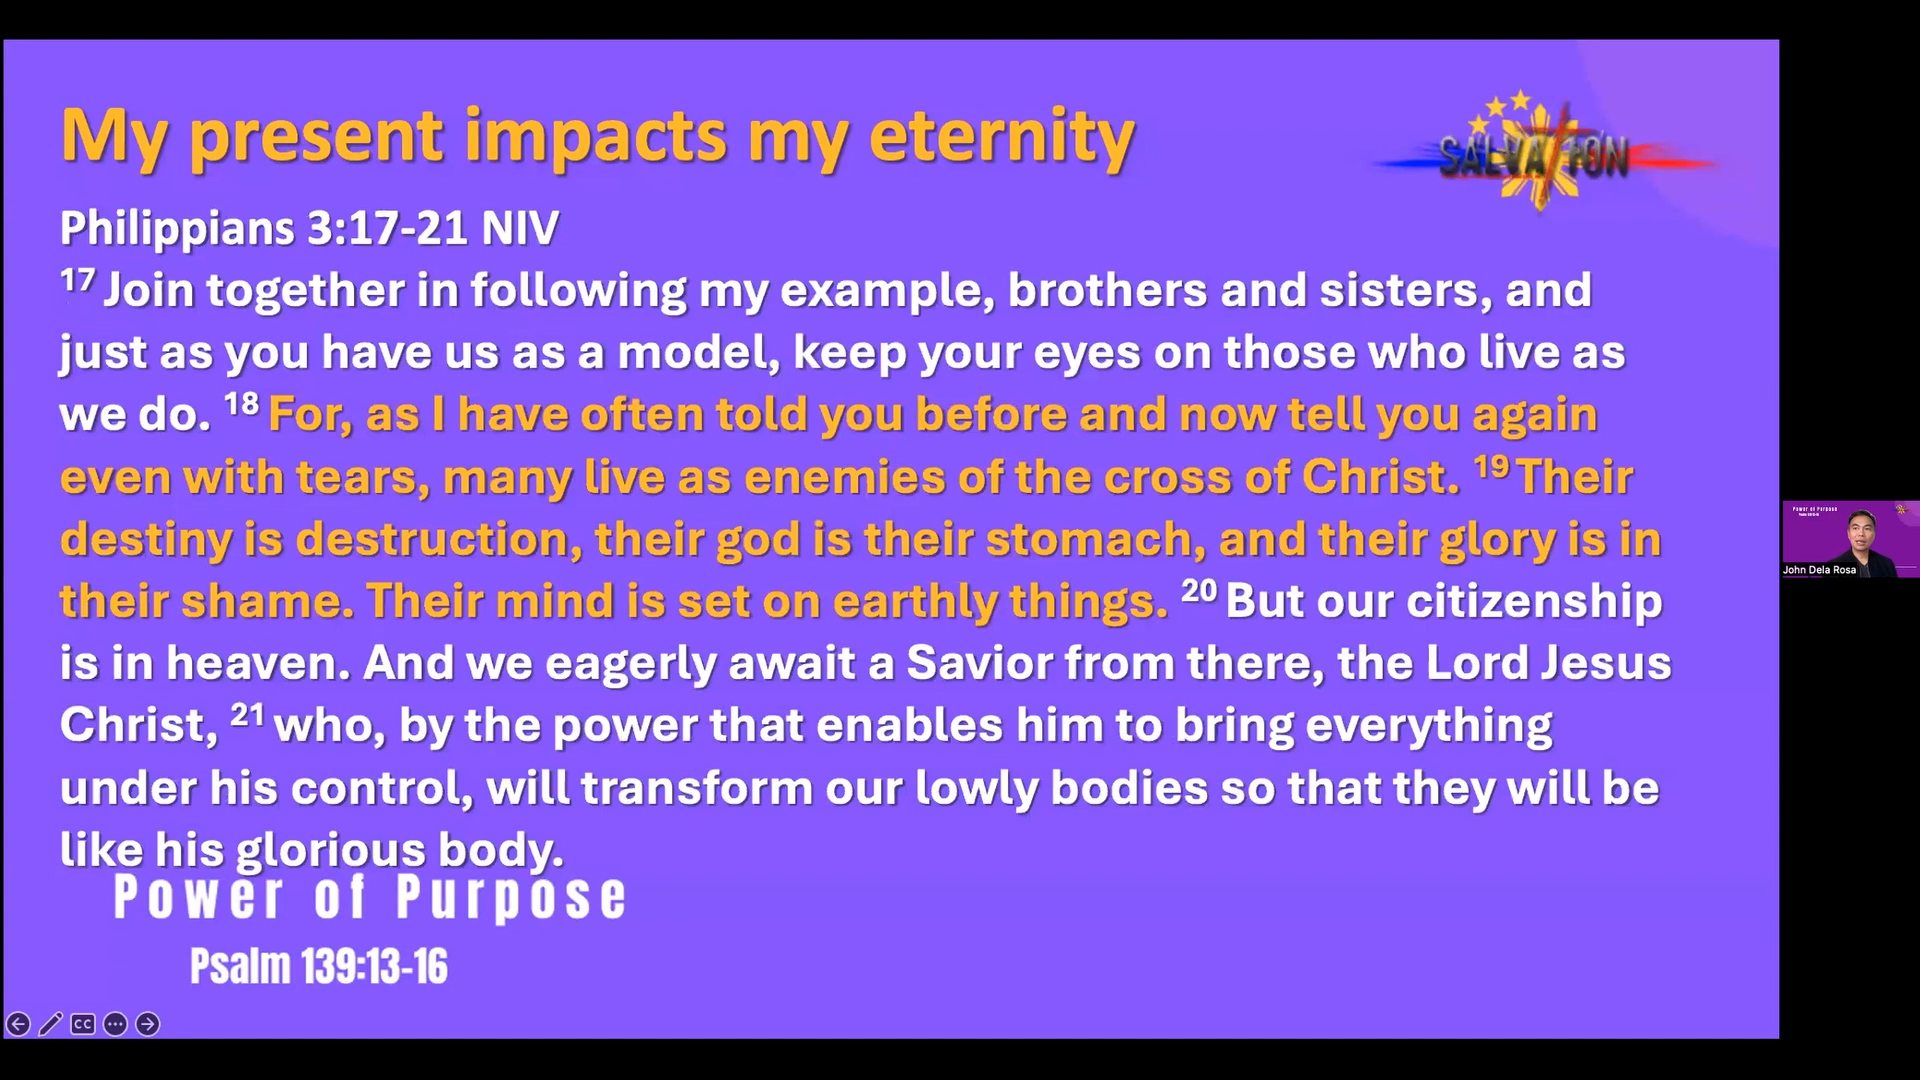 My present impacts my eternity
SALVATION
Philippians 3:17-21 NIV
17 Join together in following my example, brothers and sisters, and
just as you have us as a model, keep your eyes on those who live as
we do. 18 For, as I have often told you before and now tell you again
even with tears, many live as enemies of the cross of Christ. 19 Their
destiny is destruction, their god is their stomach, and their glory is in
their shame. Their mind is set on earthly things. 20 But our citizenship
is in heaven. And we eagerly await a Savior from there, the Lord Jesus
Christ, 21 who, by the power that enables him to bring everything
under his control, will transform our lowly bodies so that they will be
like his glorious body.
Power of Purpose
Psalm 139:13-16
CC
Power of Purpose
John Dela Rosa